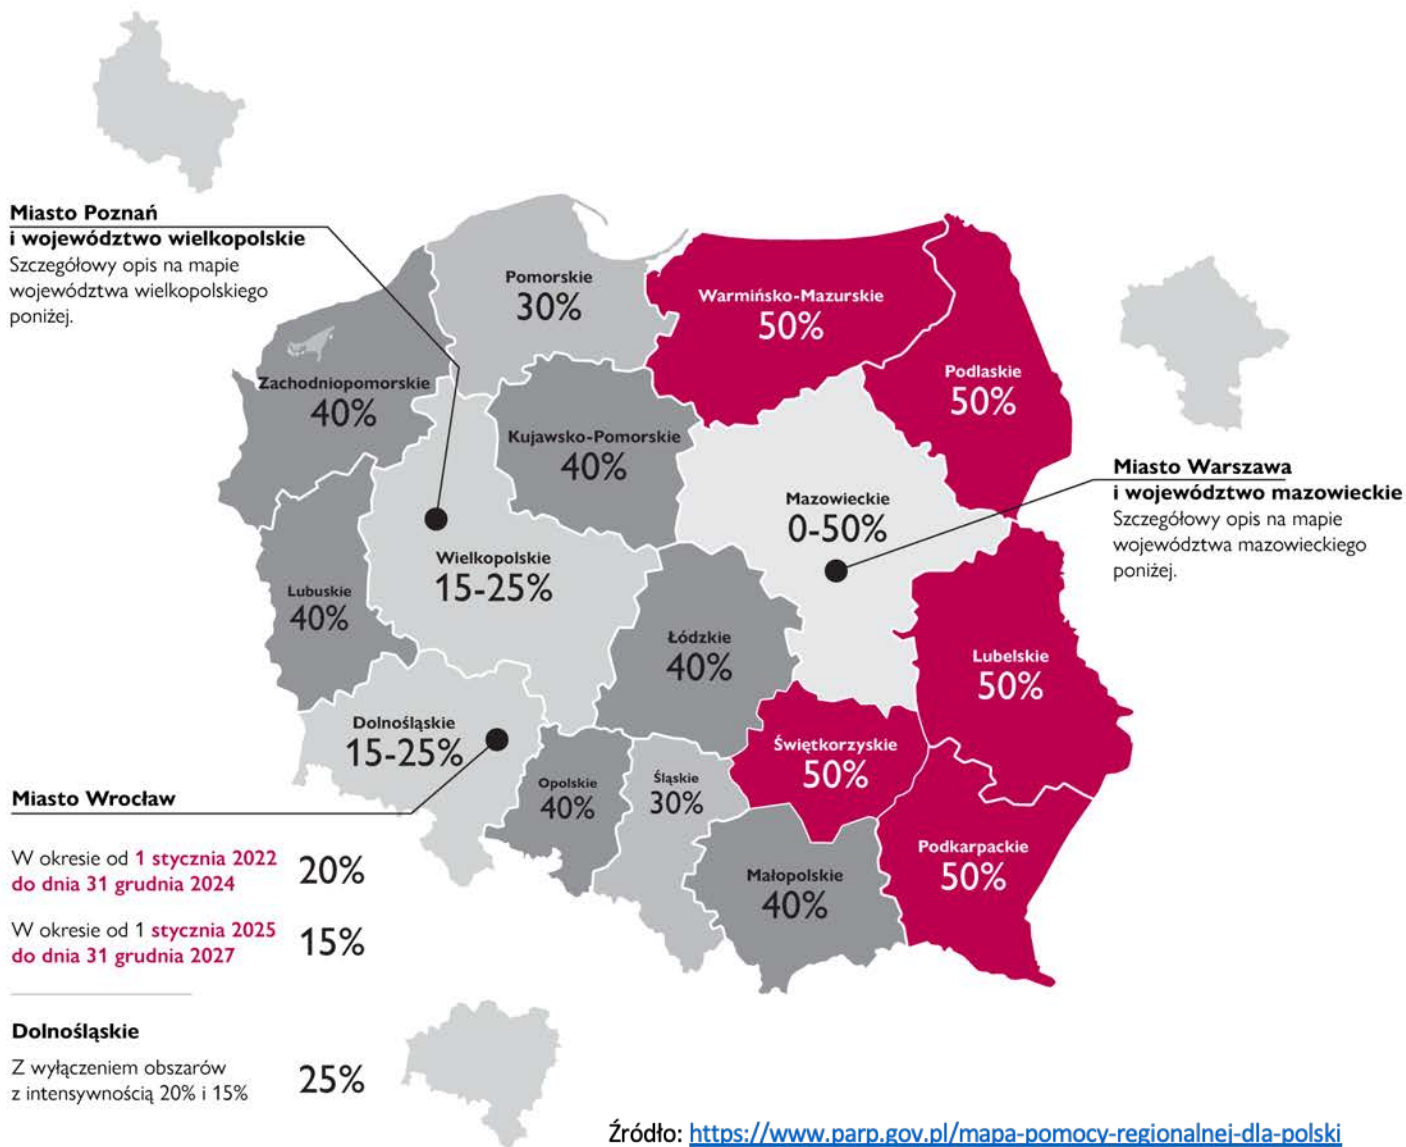 Miasto Poznań
i województwo wielkopolskie
Szczegółowy opis na mapie
województwa wielkopolskiego
poniżej.
Pomorskie
30%
Warmińsko-Mazurskie
50%
Podlaskie
50%
Zachodniopomorskie
40%
Kujawsko-Pomorskie
40%
Mazowieckie
0-50%
Miasto Warszawa
i województwo mazowieckie
Szczegółowy opis na mapie
województwa mazowieckiego
poniżej.
Wielkopolskie
15-25%
Lubuskie
40%
Łódzkie
40%
Lubelskie
50%
Dolnośląskie
15-25%
Świętkorzyskie
50%
Opolskie
40%
Śląskie
30%
Małopolskie
40%
Podkarpackie
50%
Miasto Wrocław
W okresie od 1 stycznia 2022
do dnia 31 grudnia 2024
20%
W okresie od 1 stycznia 2025
do dnia 31 grudnia 2027
15%
Dolnośląskie
Z wyłączeniem obszarów
z intensywnością 20% i 15%
25%
Źródło: https://www.parp.gov.pl/mapa-pomocy-regionalnej-dla-polski